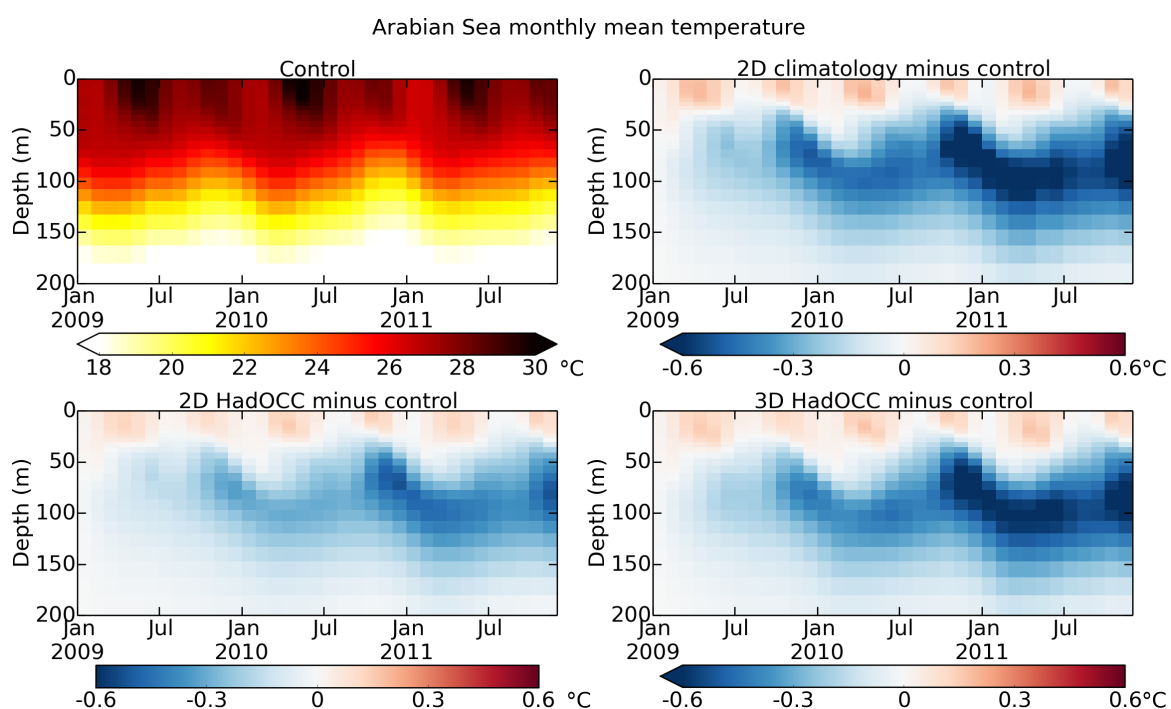 Arabian Sea monthly mean temperature
Control
0
50
100
150
200
Depth (m)
Jan Jul Jan Jul Jan Jul
2009 2010 2011
18 20 22 24 26 28 30 °C
2D climatology minus control
0
50
100
150
200
Depth (m)
Jan Jul Jan Jul Jan Jul
2009 2010 2011
-0.6 -0.3 0 0.3 0.6 °C
2D HadOCC minus control
0
50
100
150
200
Depth (m)
Jan Jul Jan Jul Jan Jul
2009 2010 2011
-0.6 -0.3 0 0.3 0.6 °C
3D HadOCC minus control
0
50
100
150
200
Depth (m)
Jan Jul Jan Jul Jan Jul
2009 2010 2011
-0.6 -0.3 0 0.3 0.6 °C